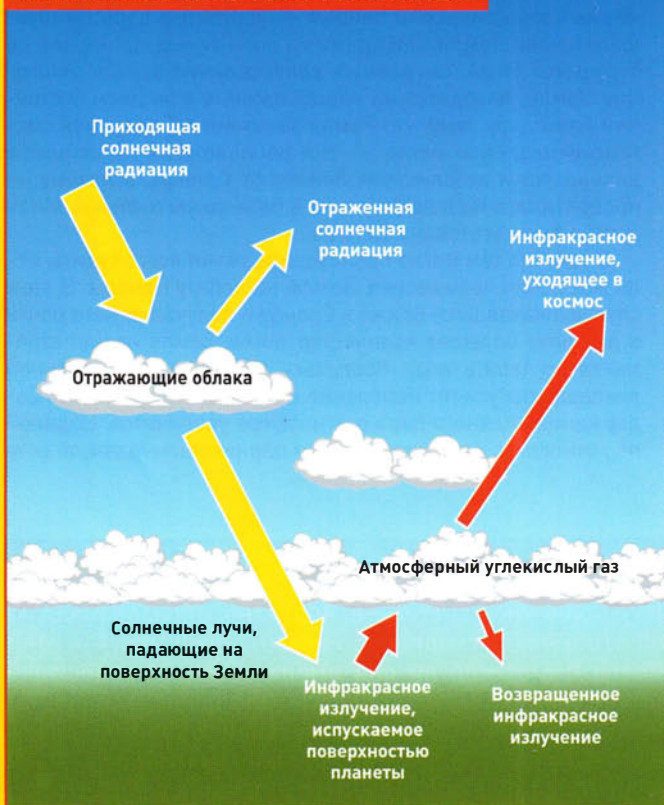 Приходящая
солнечная
радиация
Отраженная
солнечная
радиация
Инфракрасное
излучение,
уходящее в
космос
Отражающие облака
Атмосферный углекислый газ
Солнечные лучи,
падающие на
поверхность Земли
Инфракрасное
излучение,
испускаемое
поверхностью
планеты
Возвращенное
инфракрасное
излучение